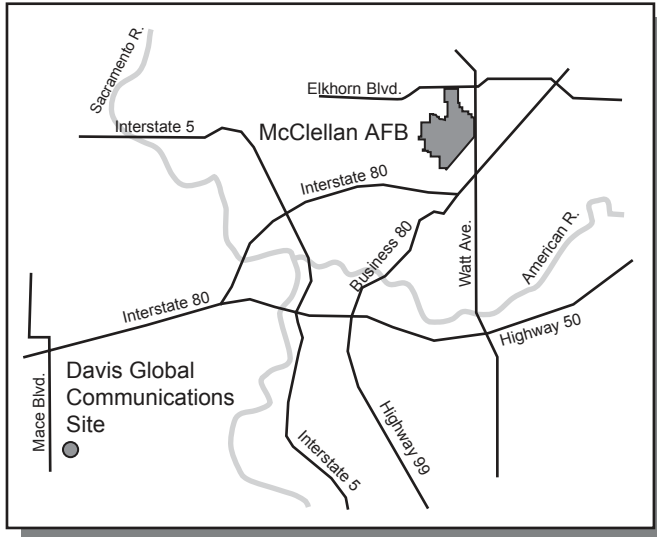 Sacramento R.
Elkhorn Blvd.
Interstate 5
McClellan AFB
Interstate 80
Business 80
Watt Ave.
American R.
Interstate 80
Highway 50
Davis Global
Communications
Site
Mace Blvd.
Highway 99
Interstate 5